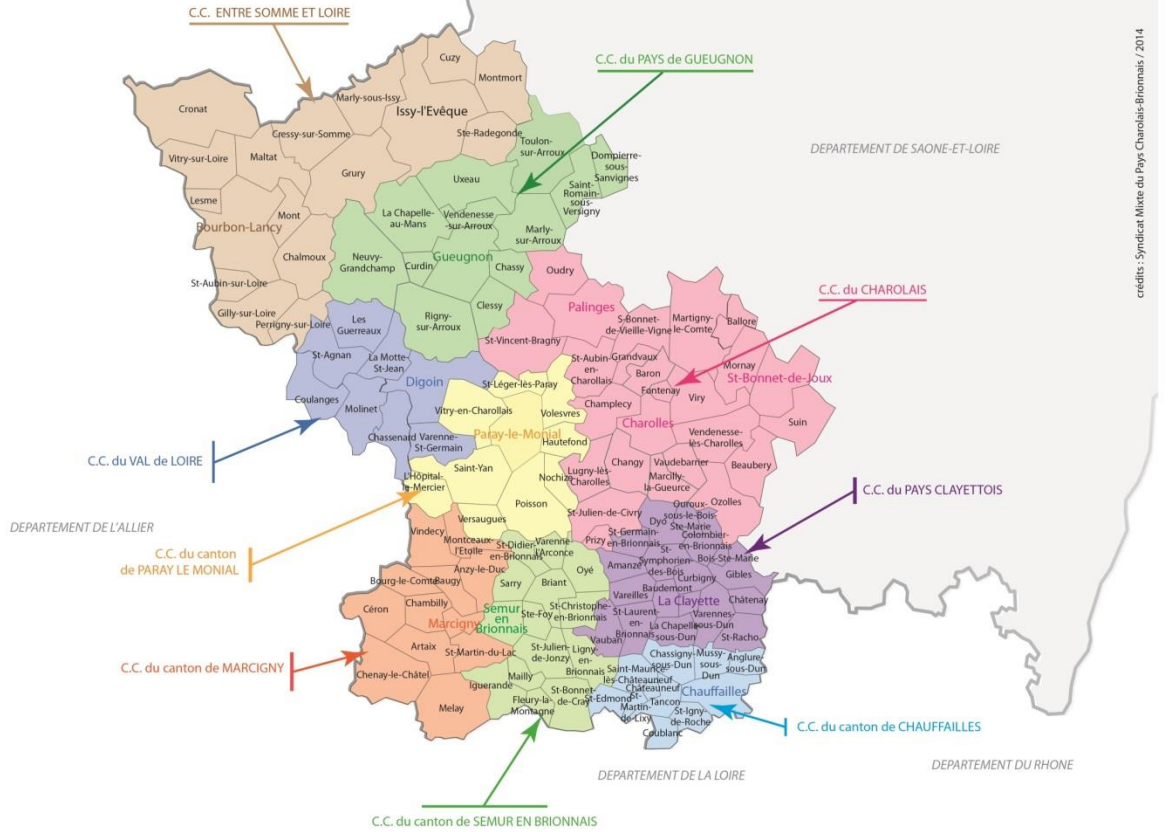 C.C. ENTRE SOMME ET LOIRE
C.C. du PAYS de GUEUGNON
crédits : Syndicat Mixte du Pays Charolais-Brionnais / 2014
DEPARTEMENT DE SAONE-ET-LOIRE
Cuzy
Montmort
Cronat
Marly-sous-Issy
Issy-l'Evêque
Cressy-sur-Somme
Ste-Radegonde
Toulon-
sur-Arroux
Dompierre-
sous-
Sanvignes
Vitry-sur-Loire
Maltat
Grury
Uxeau
Saint-
Romain-
sous-
Versigny
Lesme
Mont
Bourbon-Lancy
La Chapelle-
au-Mans
Vendenesse
-sur-Arroux
Marly-
sur-Arroux
Chalmoux
Neuvy-
Grandchamp
Curdin
Gueugnon
Chassy
Oudry
St-Aubin-sur-Loire
Gilly-sur-Loire
Perrigny-sur-Loire
Clessy
Rigny-
sur-Arroux
C.C. du CHAROLAIS
Palinges
S-Bonnet-
de-Vieille-Vigne
Martigny-
le-Comte
Ballore
Les
Guerreaux
St-Vincent-Bragny
St-Agnan
La Motte-
St-Jean
Digoin
St-Léger-lès-Paray
St-Aubin-
en-
Charollais
Grandvaux
Baron
Fontenay
Mornay
St-Bonnet-de-Joux
Viry
Coulanges
Molinet
Vitry-en-Charollais
Volesvres
Champlecy
Charolles
Suin
Chassenard
Varenne-
St-Germain
Paray-le-Monial
Hautefond
Vendenesse-
lès-Charolles
C.C. du VAL de LOIRE
L'Hôpital-
le-Mercier
Saint-Yan
Nochize
Lugny-lès-
Charolles
Changy
Vaudebarrier
Marcilly-
la-Gueurce
Beaubery
Poisson
Ozolles
C.C. du PAYS CLAYETTOIS
DEPARTEMENT DE L'ALLIER
Versaugues
St-Julien-de-Civry
Ouroux-
sous-le-Bois-
Ste-Marie
Dyo
Colombier-
en-Brionnais
C.C. du canton
de PARAY LE MONIAL
Vindecy
Montceaux-
l'Etoile
St-Didier-
en-Brionnais
Varenne-
l'Arconce
Prizy
St-Germain-
en-Brionnais
St-
Symphorien
des-Bois
Bois-Ste-Marie
Anzy-le-Duc
Oyé
Amanzé
Curbigny
Gibles
Bourg-le-Comte
Baugy
Sarry
Briant
Baudemont
Vareilles
La Clayette
Châtenay
Céron
Chambilly
Marcigny
Semur
en
Brionnais
Ste-Foy
St-Christophe-
en-Brionnais
St-Laurent-
en-
Brionnais
La Chapelle
sous-Dun
Varennes-
sous-Dun
Artaix
Vauban
St-Racho
C.C. du canton de MARCIGNY
St-Martin-du-Lac
St-Julien-
de-Jonzy
Ligny-
en-
Brionnais
Chassigny-
sous-Dun
Mussy-
sous-
Dun
Anglure-
sous-Dun
Chenay-le-Châtel
Saint-Maurice-
lès-Châteauneuf
Iguerande
Mailly
Châteauneuf
Chauffailles
Melay
Fleury-la-
Montagne
St-Bonnet-
de-Cray
St-Edmond
St-
Martin-
de-Lixy
Tancon
St-Igny-
de-Roche
Coublanc
C.C. du canton de CHAUFFAILLES
DEPARTEMENT DE LA LOIRE
DEPARTEMENT DU RHONE
C.C. du canton de SEMUR EN BRIONNAIS